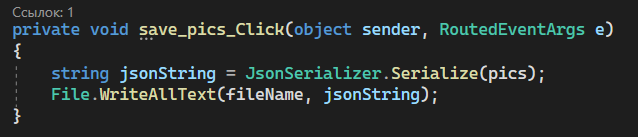 Ссылок: 1
private void save_pics_Click(object sender, RoutedEventArgs e)
{
    string jsonString = JsonSerializer.Serialize(pics);
    File.WriteAllText(fileName, jsonString);
}